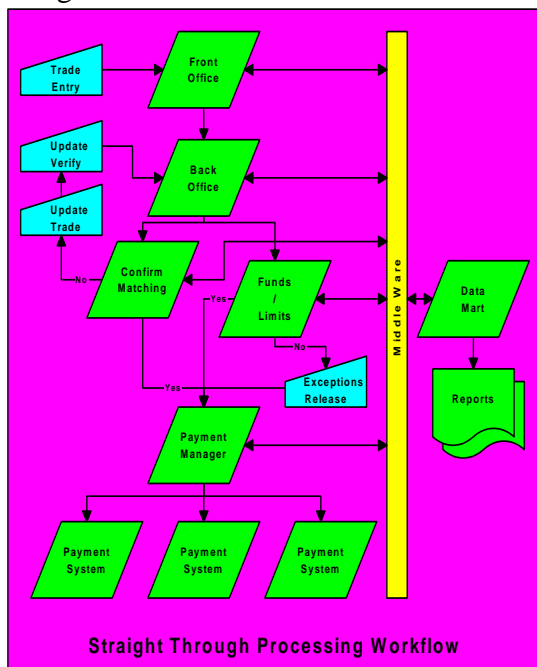 Front
Office
Trade
Entry
Update
Verify
Back
Office
Update
Trade
Confirm
Matching
No
Funds
/
Limits
Yes
Middle Ware
Data
Mart
No
Yes
Exceptions
Release
Reports
Payment
Manager
Payment
System
Payment
System
Payment
System
Straight Through Processing Workflow